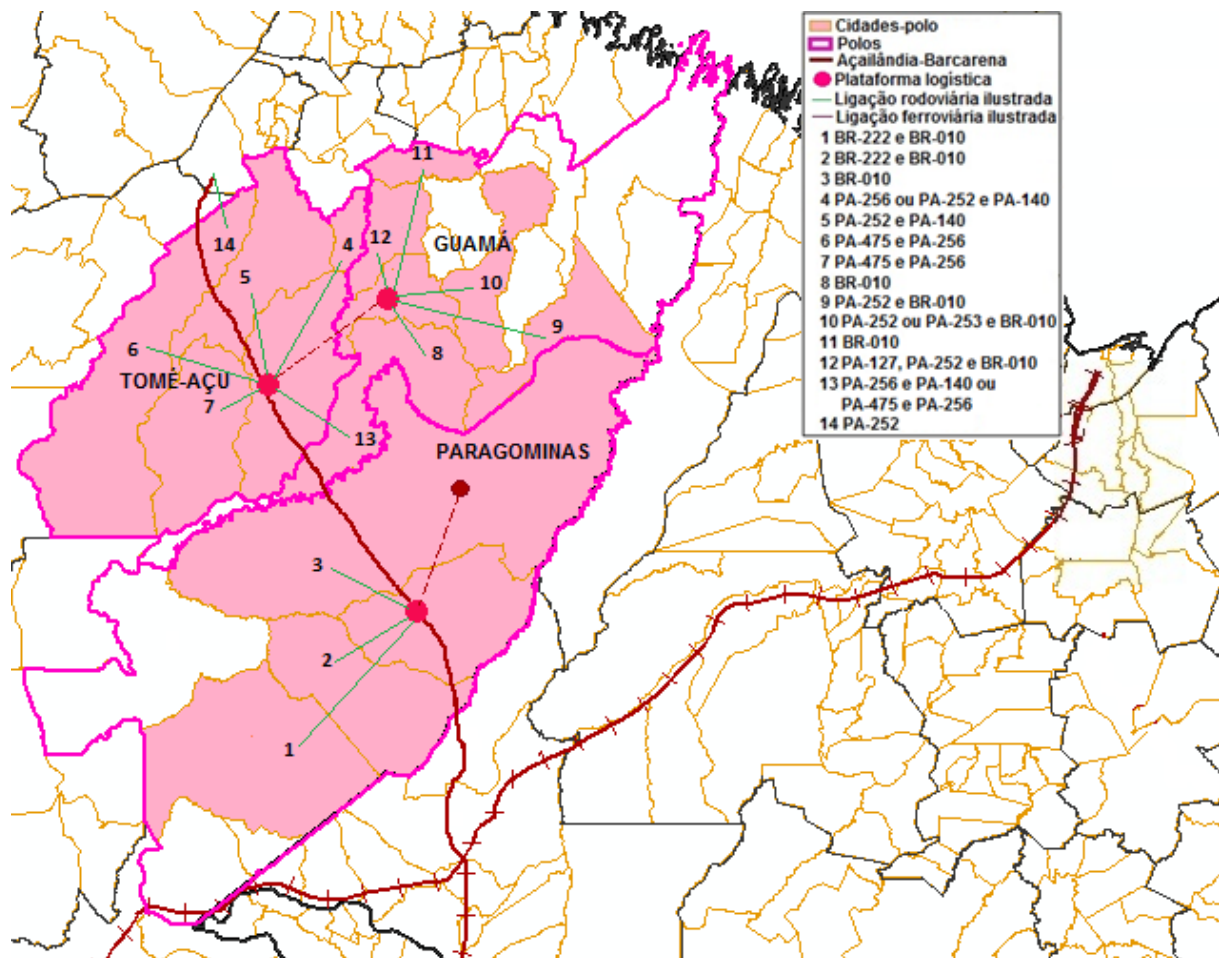 Cidades-polo
Polos
Açailândia-Barcarena
Plataforma logística
Ligação rodoviária ilustrada
Ligação ferroviária ilustrada
1 BR-222 e BR-010
2 BR-222 e BR-010
3 BR-010
4 PA-256 ou PA-252 e PA-140
5 PA-252 e PA-140
6 PA-475 e PA-256
7 PA-475 e PA-256
8 BR-010
9 PA-252 e BR-010
10 PA-252 ou PA-253 e BR-010
11 BR-010
12 PA-127, PA-252 e BR-010
13 PA-256 e PA-140 ou
PA-475 e PA-256
14 PA-252
11
14
12
4
GUAMÁ
5
10
9
6
8
TOMÉ-AÇU
7
13
PARAGOMINAS
3
2
1